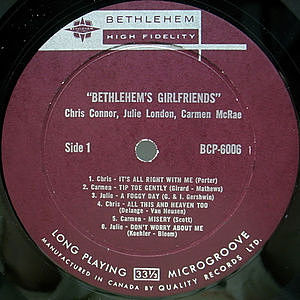 BETHLEHEM
HIGH FIDELITY
"BETHLEHEM'S GIRLFRIENDS"
Chris Connor, Julie London, Carmen McRae
Side 1
BCP-6006
1. Chris - IT'S ALL RIGHT WITH ME (Porter)
2. Carmen - TIP TOE GENTLY (Girard - Mathews)
3. Julie - A FOGGY DAY (G. & I. Gershwin)
4. Chris - ALL THIS AND HEAVEN TOO
(Delange - Van Heusen)
5. Carmen - MISERY (Scott)
6. Julie - DON'T WORRY ABOUT ME
(Koehler - Bloom)
LONG PLAYING 33⅓ MICROGROOVE
MANUFACTURED IN CANADA BY QUALITY RECORDS LTD.